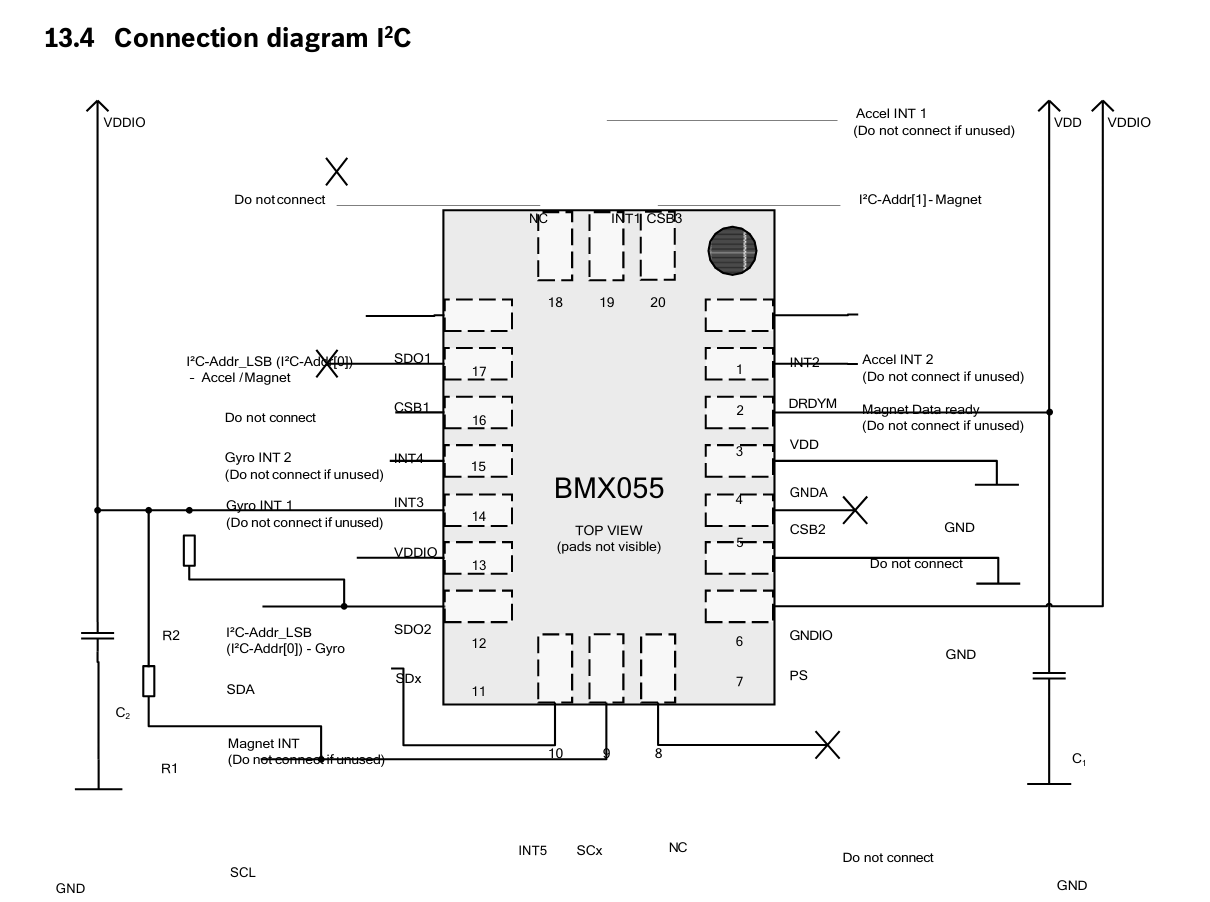 13.4 Connection diagram I²C
VDDIO
Accel INT 1
(Do not connect if unused)
VDD
VDDIO
Do not connect
I²C-Addr[1] - Magnet
NC
INT1
CSB3
18
19
20
I²C-Addr_LSB (I²C-Addr[0])
- Accel /Magnet
SDO1
17
1
INT2
Accel INT 2
(Do not connect if unused)
Do not connect
CSB1
16
2
DRDYM
Magnet Data ready
(Do not connect if unused)
Gyro INT 2
(Do not connect if unused)
INT4
15
3
VDD
Gyro INT 1
(Do not connect if unused)
INT3
14
BMX055
TOP VIEW
(pads not visible)
4
GNDA
GND
VDDIO
13
5
CSB2
Do not connect
R2
I²C-Addr_LSB
(I²C-Addr[0]) - Gyro
SDO2
12
6
GNDIO
GND
SDA
SDx
11
7
PS
C₂
Magnet INT
(Do not connect if unused)
10
9
8
R1
C₁
INT5
SCx
NC
Do not connect
SCL
GND
GND